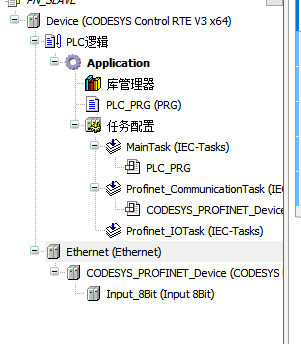 PN_SLAVE
Device (CODESYS Control RTE V3 x64)
PLC逻辑
Application
库管理器
PLC_PRG (PRG)
任务配置
MainTask (IEC-Tasks)
PLC_PRG
Profinet_CommunicationTask (IE
CODESYS_PROFINET_Device
Profinet_IOTask (IEC-Tasks)
Ethernet (Ethernet)
CODESYS_PROFINET_Device (CODESYS
Input_8Bit (Input 8Bit)